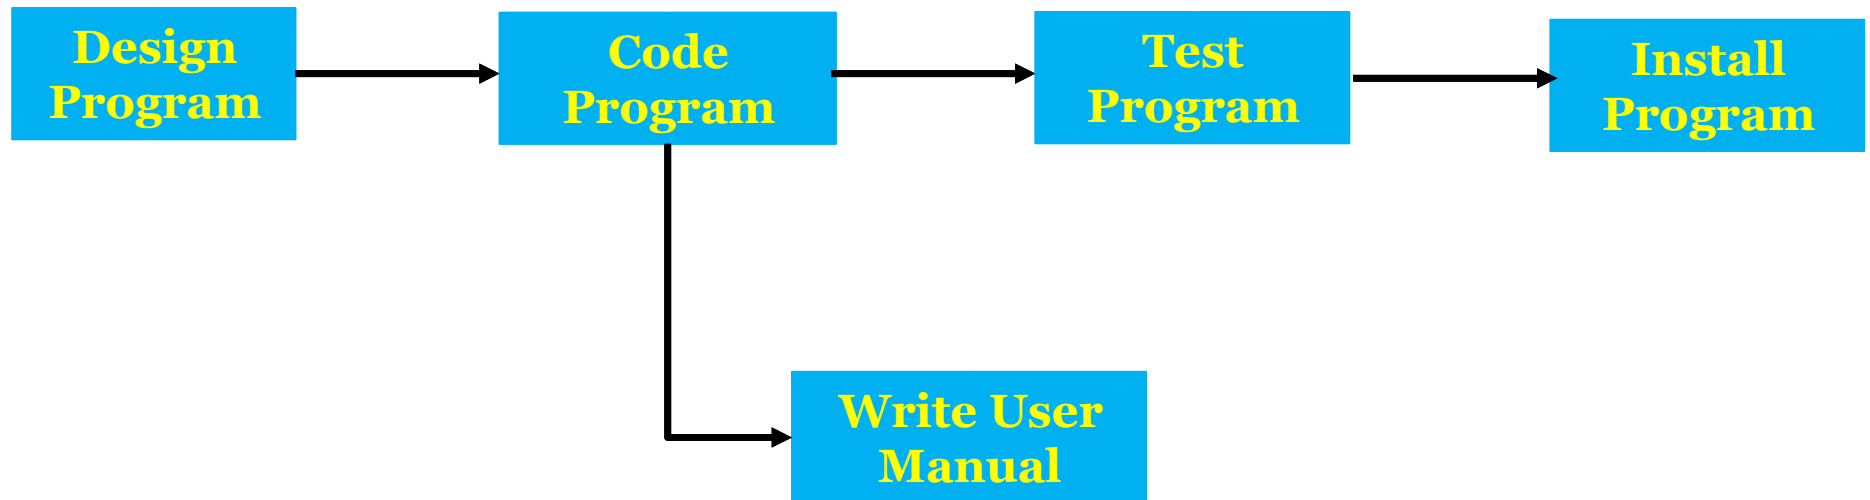 Design
Program
Code
Program
Test
Program
Install
Program
Write User
Manual